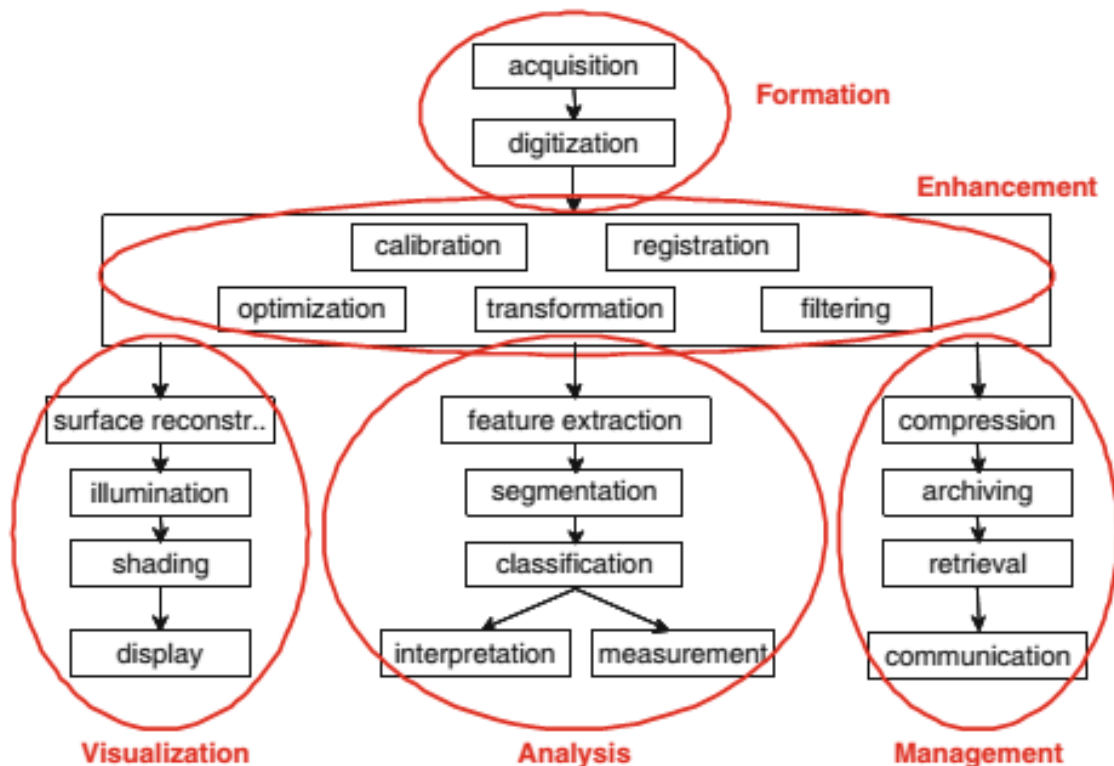 acquisition
Formation
digitization
Enhancement
calibration
registration
optimization
transformation
filtering
surface reconstr..
illumination
shading
display
feature extraction
segmentation
classification
interpretation
measurement
compression
archiving
retrieval
communication
Visualization
Analysis
Management